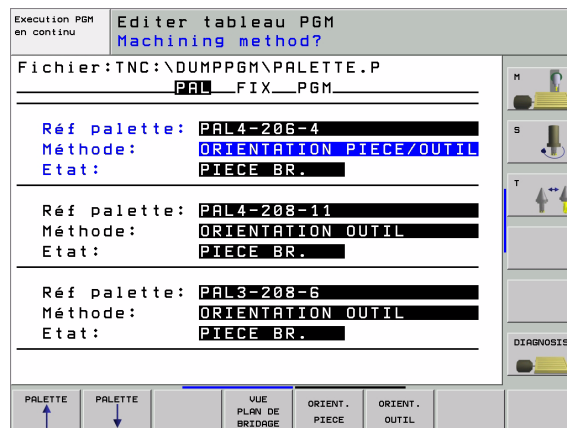 Execution PGM
en continu
Editer tableau PGM
Machining method?
Fichier:TNC:\DUMPPGM\PALETTE.P
PAL FIX PGM
Réf palette: PAL4-206-4
Méthode: ORIENTATION PIECE/OUTIL
Etat: PIECE BR.
Réf palette: PAL4-208-11
Méthode: ORIENTATION OUTIL
Etat: PIECE BR.
Réf palette: PAL3-208-6
Méthode: ORIENTATION OUTIL
Etat: PIECE BR.
M
S
T
DIAGNOSIS
PALETTE
PALETTE
VUE
PLAN DE
BRIDAGE
ORIENT.
PIECE
ORIENT.
OUTIL